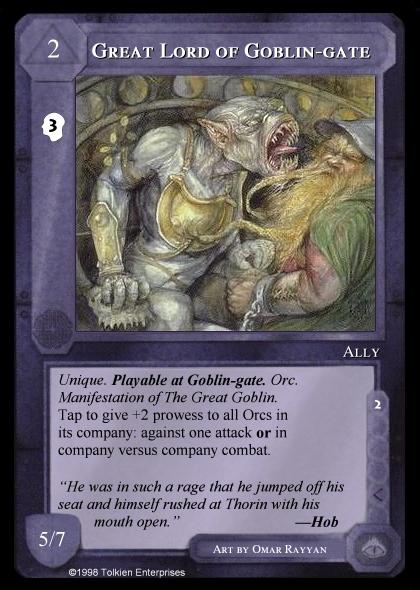 2
GREAT LORD OF GOBLIN-GATE
3
ALLY
Unique. Playable at Goblin-gate. Orc.
Manifestation of The Great Goblin.
Tap to give +2 prowess to all Orcs in
its company: against one attack or in
company versus company combat.
2
“He was in such a rage that he jumped off his
seat and himself rushed at Thorin with his
mouth open.” —Hob
5/7
ART BY OMAR RAYYAN
©1998 Tolkien Enterprises